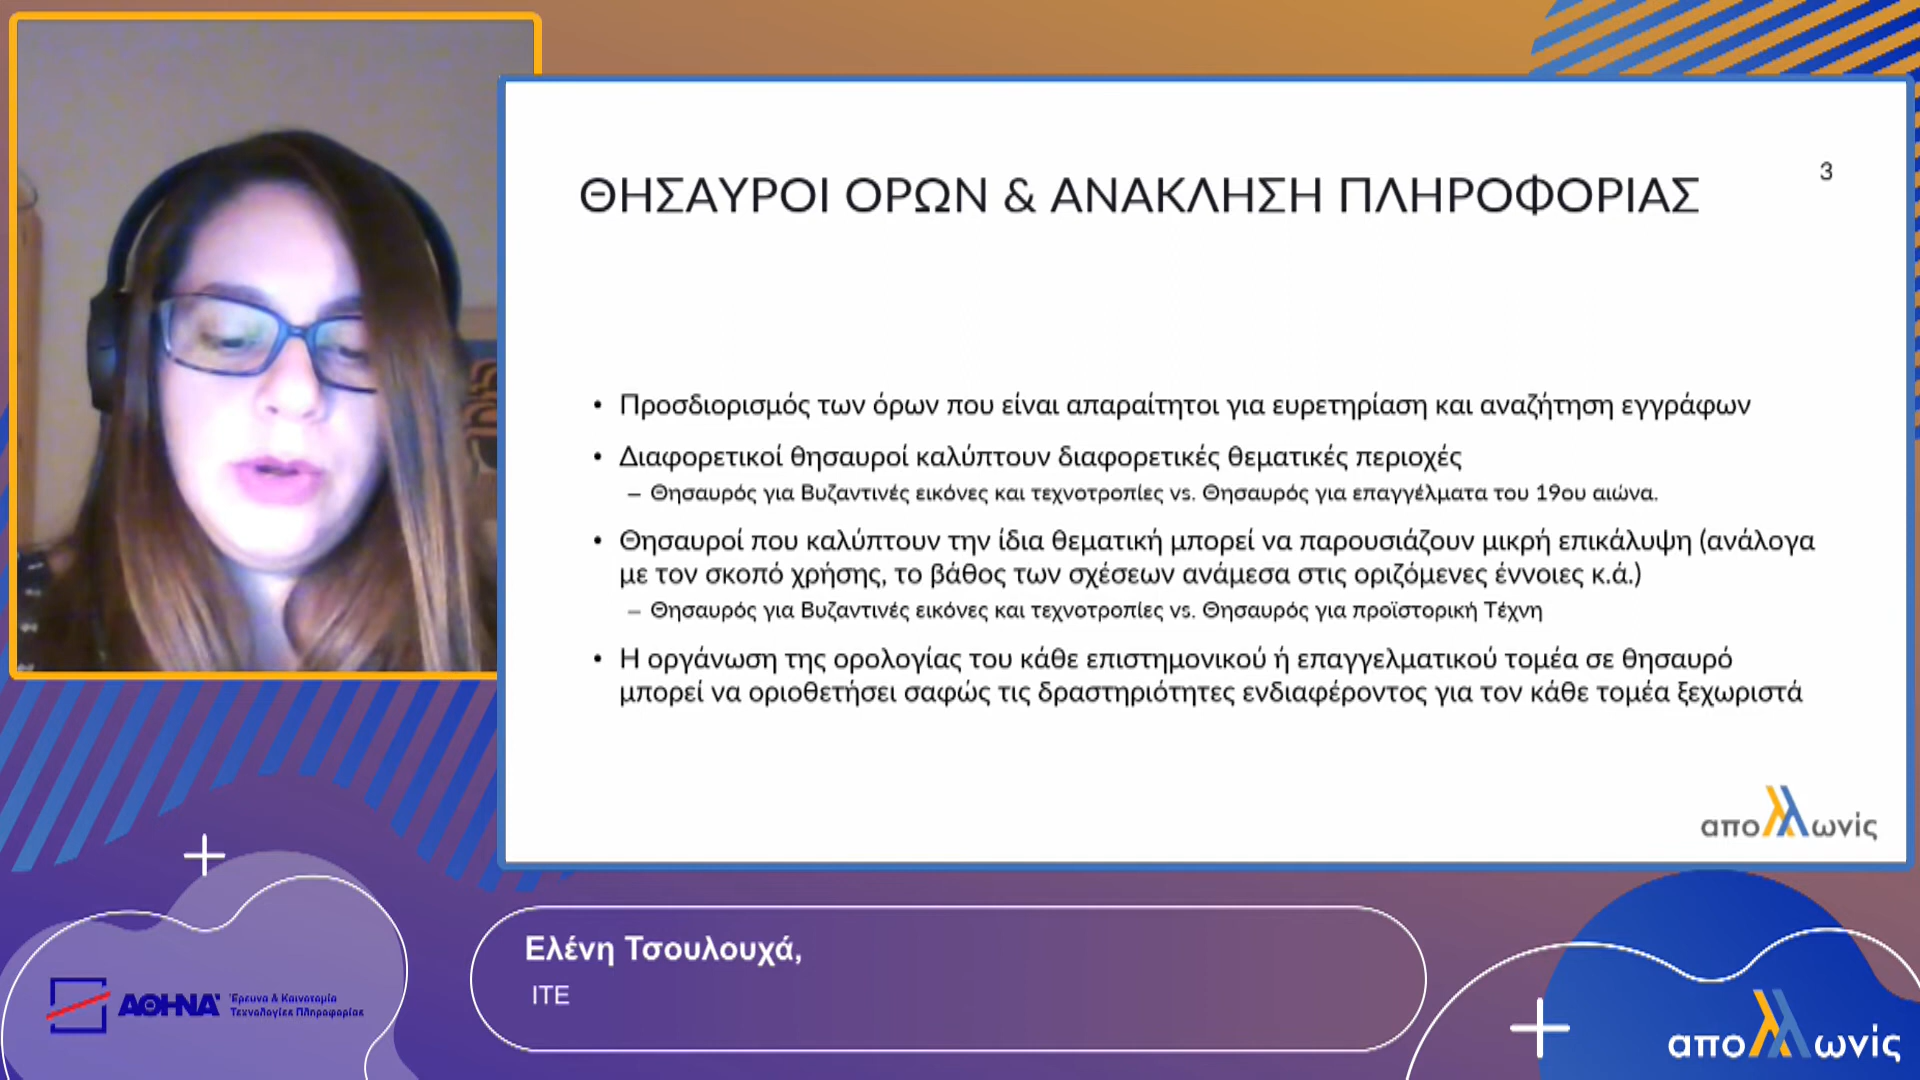 ΘΗΣΑΥΡΟΙ ΟΡΩΝ & ΑΝΑΚΛΗΣΗ ΠΛΗΡΟΦΟΡΙΑΣ
3
• Προσδιορισμός των όρων που είναι απαραίτητοι για ευρετηρίαση και αναζήτηση εγγράφων
• Διαφορετικοί θησαυροί καλύπτουν διαφορετικές θεματικές περιοχές
– Θησαυρός για Βυζαντινές εικόνες και τεχνοτροπίες vs. Θησαυρός για επαγγέλματα του 19ου αιώνα.
• Θησαυροί που καλύπτουν την ίδια θεματική μπορεί να παρουσιάζουν μικρή επικάλυψη (ανάλογα
με τον σκοπό χρήσης, το βάθος των σχέσεων ανάμεσα στις οριζόμενες έννοιες κ.ά.)
– Θησαυρός για Βυζαντινές εικόνες και τεχνοτροπίες vs. Θησαυρός για προϊστορική Τέχνη
• Η οργάνωση της ορολογίας του κάθε επιστημονικού ή επαγγελματικού τομέα σε θησαυρό
μπορεί να οριοθετήσει σαφώς τις δραστηριότητες ενδιαφέροντος για τον κάθε τομέα ξεχωριστά
απολλωνίς
Ελένη Τσουλουχά,
ΙΤΕ
ΑΘΗΝΑ
Έρευνα & Καινοτομία
Τεχνολογίες Πληροφορίας
απολλωνίς